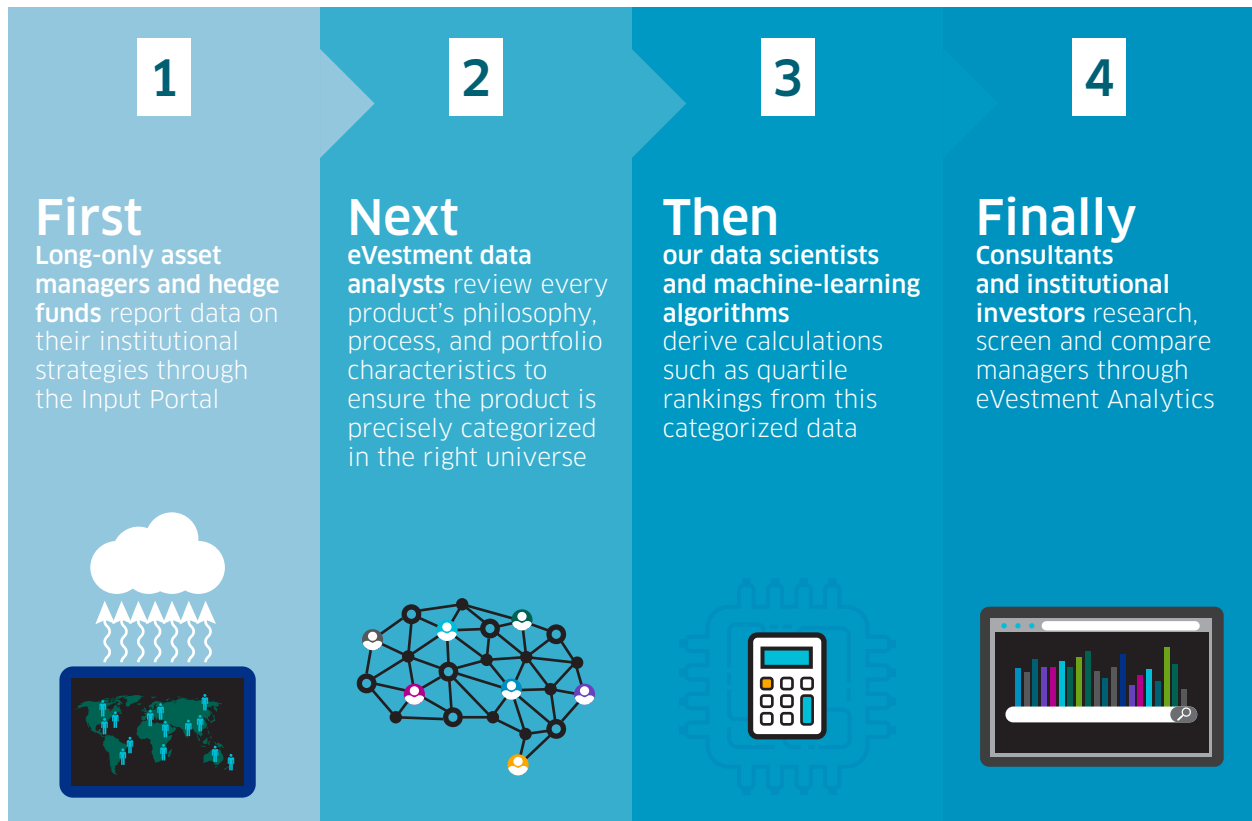 1
First
Long-only asset
managers and hedge
funds report data on
their institutional
strategies through
the Input Portal
2
Next
eVestment data
analysts review every
product's philosophy,
process, and portfolio
characteristics to
ensure the product is
precisely categorized
in the right universe
3
Then
our data scientists
and machine-learning
algorithms
derive calculations
such as quartile
rankings from this
categorized data
4
Finally
Consultants
and institutional
investors research,
screen and compare
managers through
eVestment Analytics